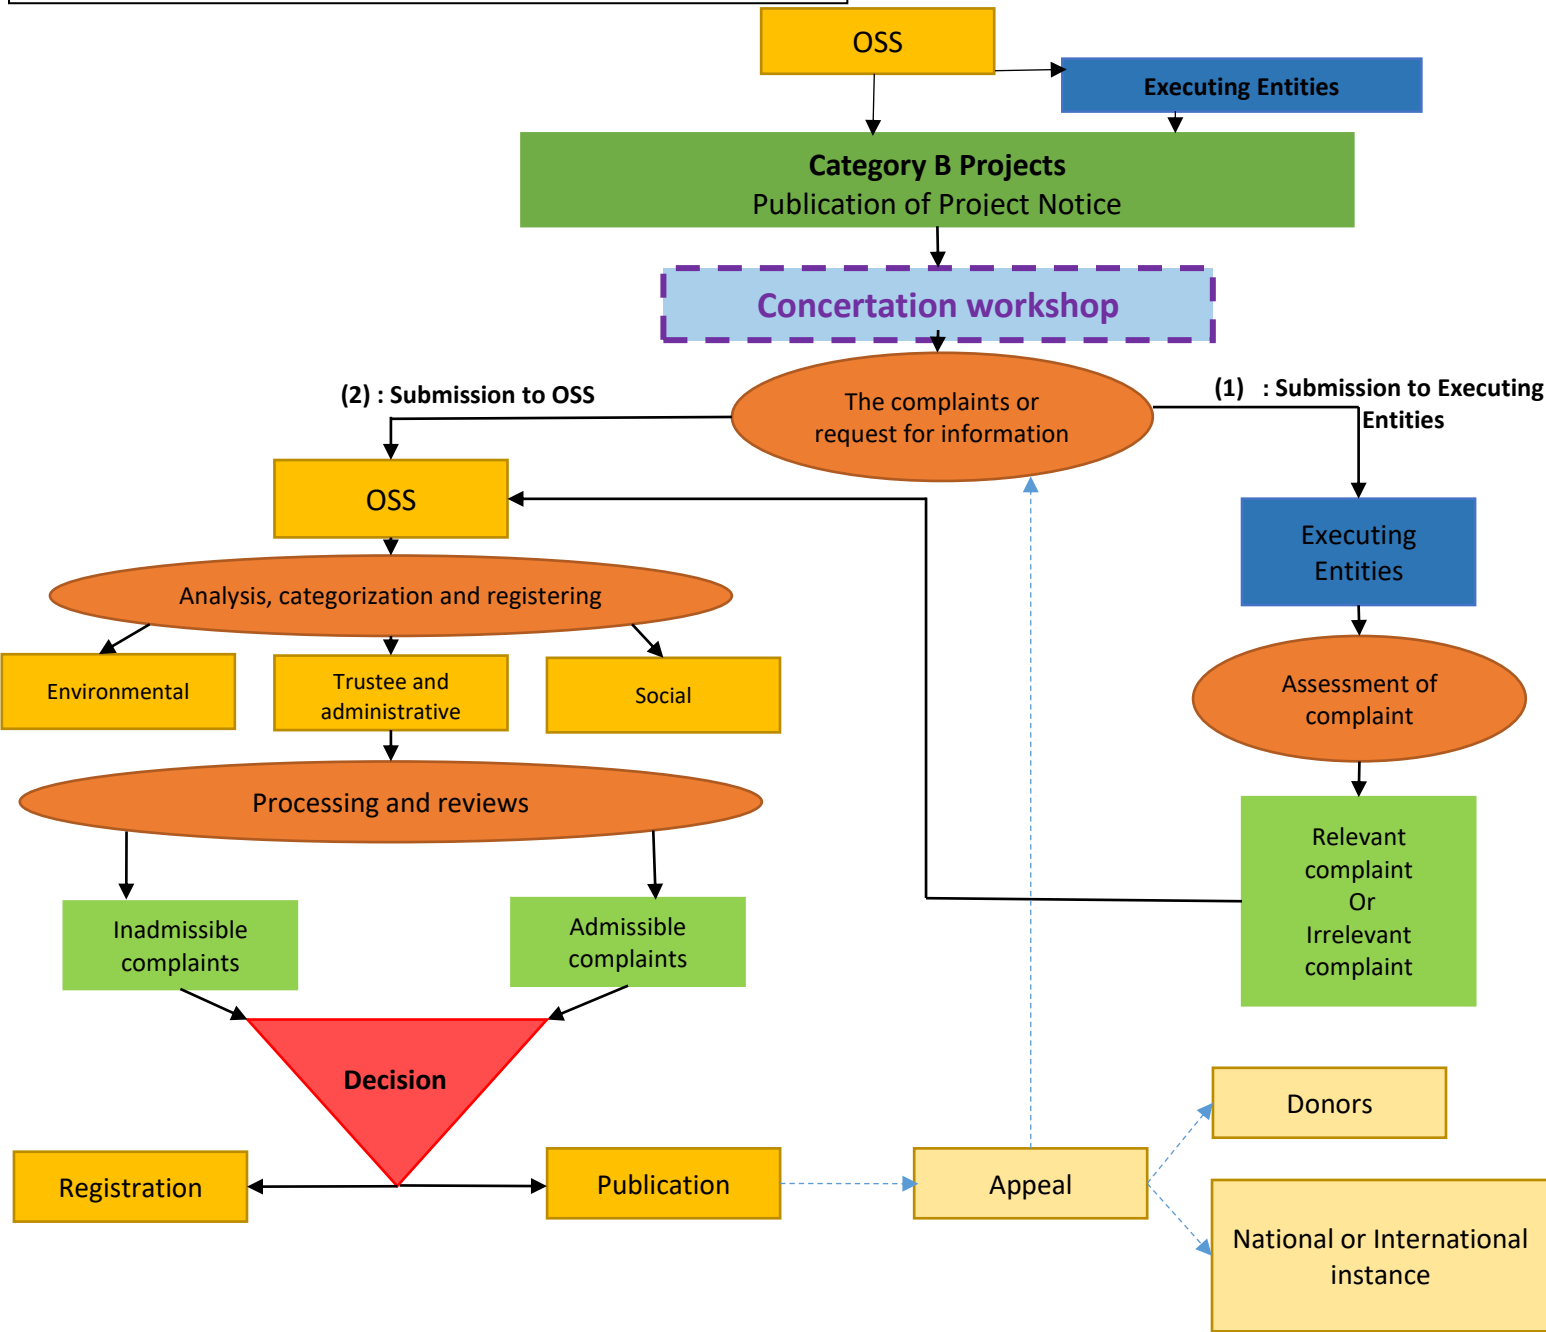 OSS
Executing Entities
Category B Projects
Publication of Project Notice
Concertation workshop
(2) : Submission to OSS
The complaints or
request for information
(1) : Submission to Executing
Entities
OSS
Executing
Entities
Analysis, categorization and registering
Environmental
Trustee and
administrative
Social
Assessment of
complaint
Processing and reviews
Relevant
complaint
Or
Irrelevant
complaint
Inadmissible
complaints
Admissible
complaints
Decision
Donors
Registration
Publication
Appeal
National or International
instance